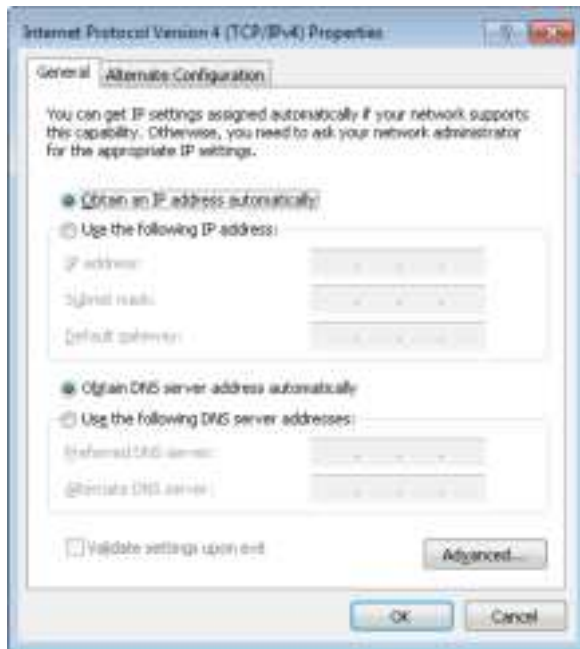 Internet Protocol Version 4 (TCP/IPv4) Properties
General
Alternate Configuration
You can get IP settings assigned automatically if your network supports
this capability. Otherwise, you need to ask your network administrator
for the appropriate IP settings.
Obtain an IP address automatically
Use the following IP address:
IP address:
Subnet mask:
Default gateway:
Obtain DNS server address automatically
Use the following DNS server addresses:
Preferred DNS server:
Alternate DNS server:
Validate settings upon exit
Advanced...
OK
Cancel